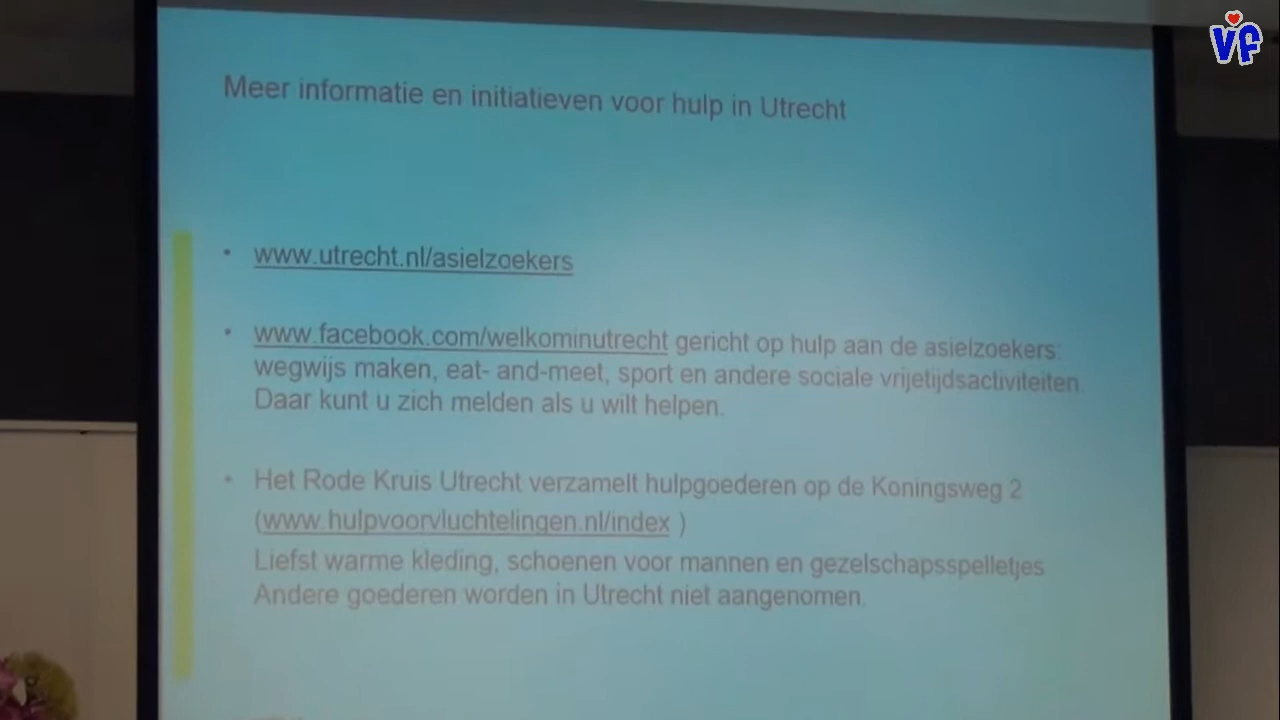 VF
Meer informatie en initiatieven voor hulp in Utrecht
• www.utrecht.nl/asielzoekers
• www.facebook.com/welkominutrecht gericht op hulp aan de asielzoekers:
wegwijs maken, eat- and-meet, sport en andere sociale vrijetijdsactiviteiten.
Daar kunt u zich melden als u wilt helpen.
• Het Rode Kruis Utrecht verzamelt hulpgoederen op de Koningsweg 2
(www.hulpvoorvluchtelingen.nl/index )
Liefst warme kleding, schoenen voor mannen en gezelschapsspelletjes
Andere goederen worden in Utrecht niet aangenomen.